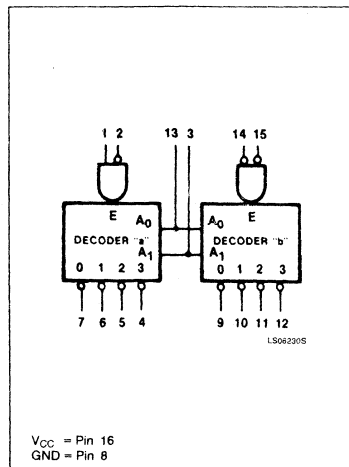 1 2 13 3 14 15
E A0 A0 E
DECODER "a" DECODER "b"
A1 A1
0 1 2 3 0 1 2 3
7 6 5 4 9 10 11 12
LS06230S
VCC = Pin 16
GND = Pin 8